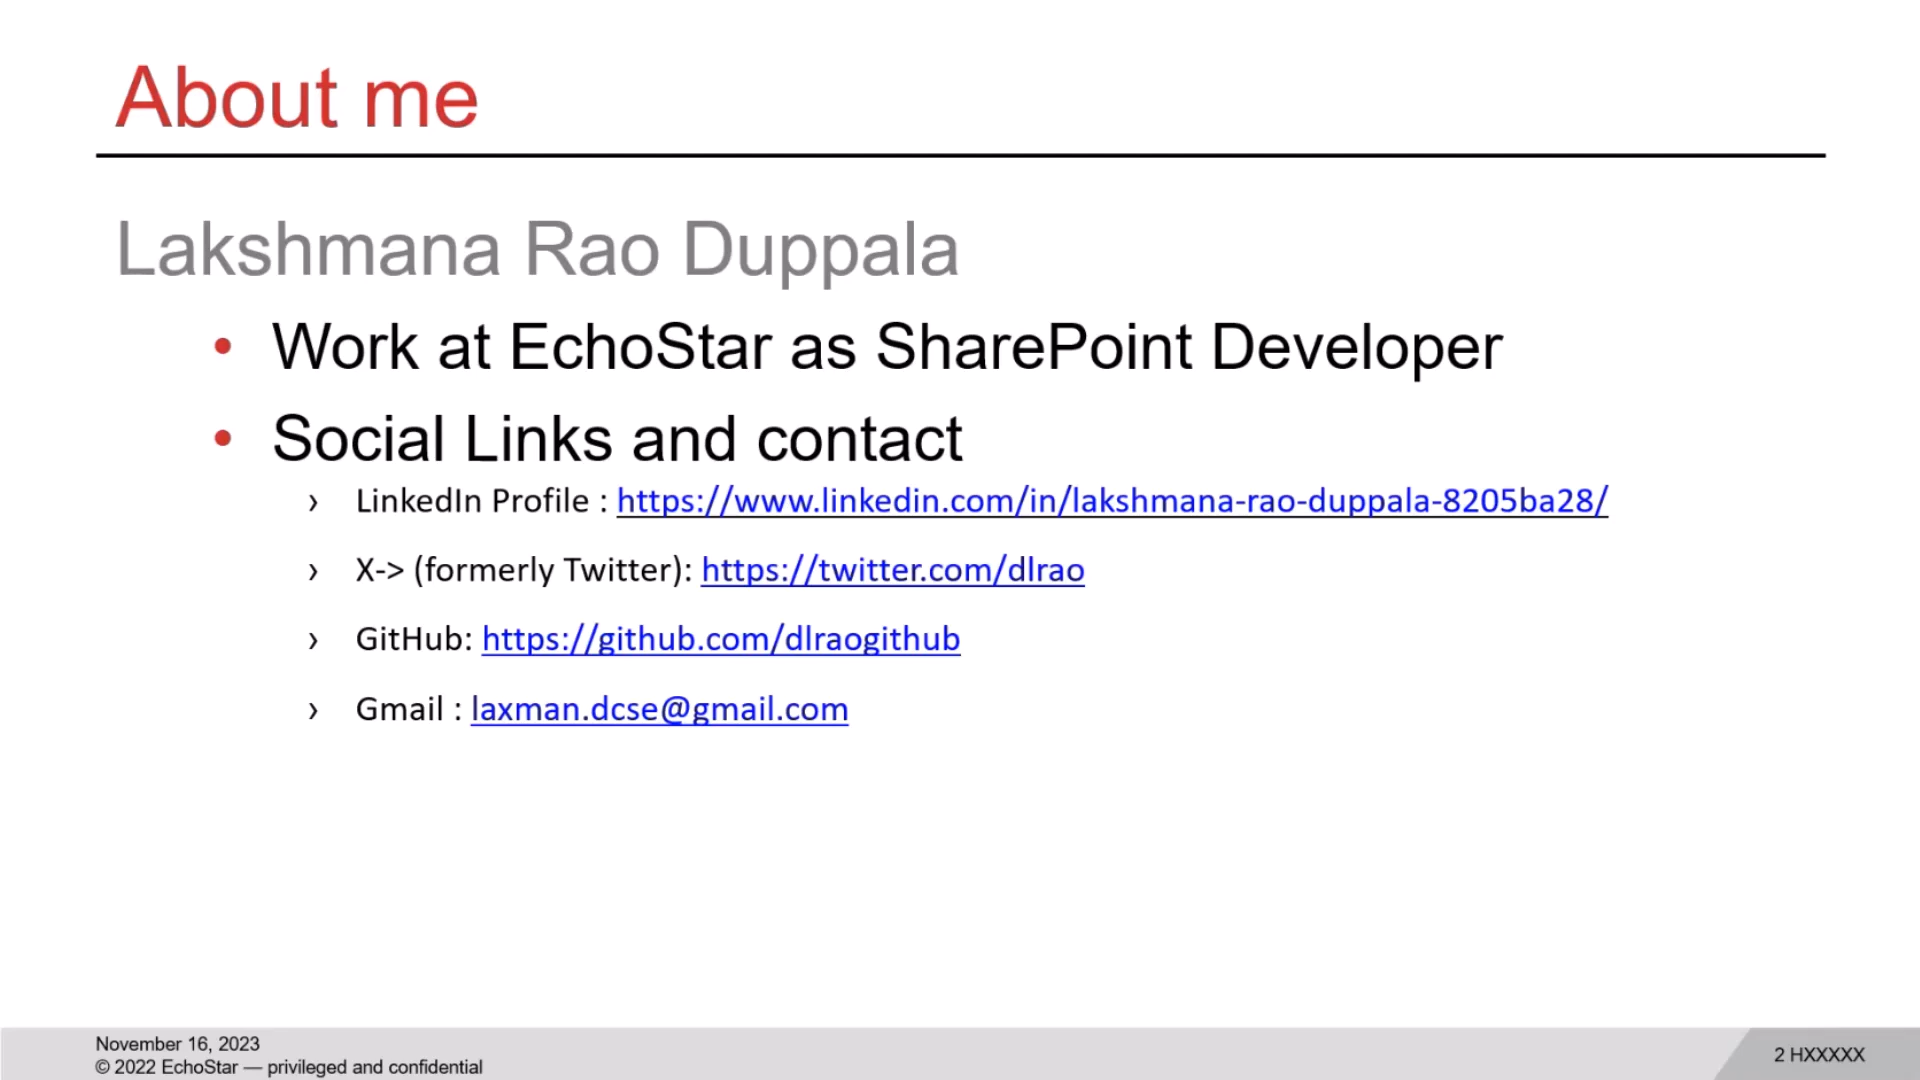 About me
Lakshmana Rao Duppala
• Work at EchoStar as SharePoint Developer
• Social Links and contact
› LinkedIn Profile : https://www.linkedin.com/in/lakshmana-rao-duppala-8205ba28/
› X-> (formerly Twitter): https://twitter.com/dlrao
› GitHub: https://github.com/dlraogithub
› Gmail : laxman.dcse@gmail.com
November 16, 2023
© 2022 EchoStar — privileged and confidential
2 HXXXXX